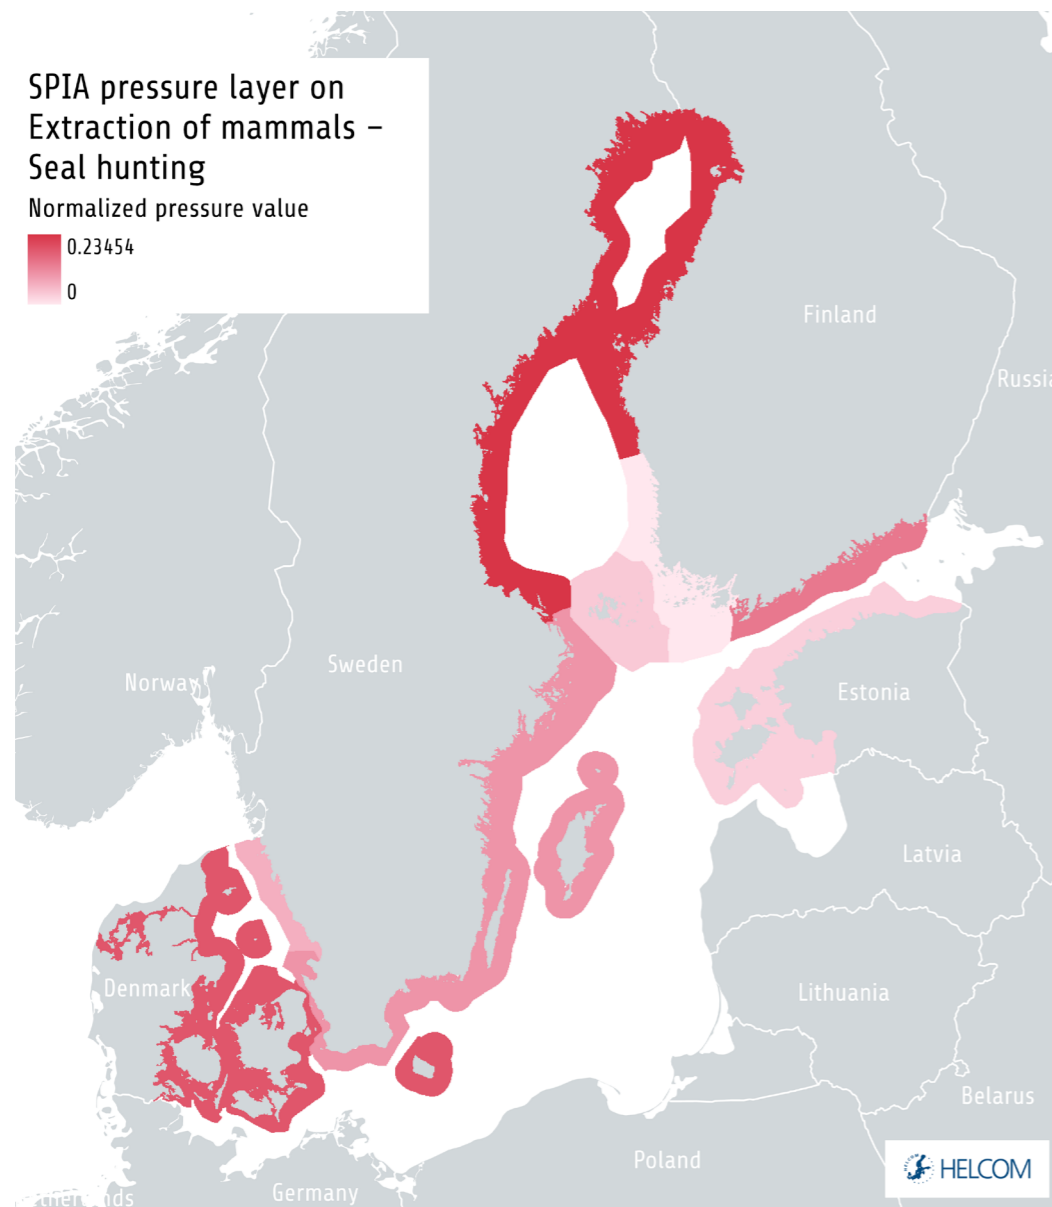 SPIA pressure layer on
Extraction of mammals –
Seal hunting
Normalized pressure value
0.23454
0
Finland
Russia
Sweden
Norway
Estonia
Latvia
Denmark
Lithuania
Belarus
Poland
HELCOM
Germany